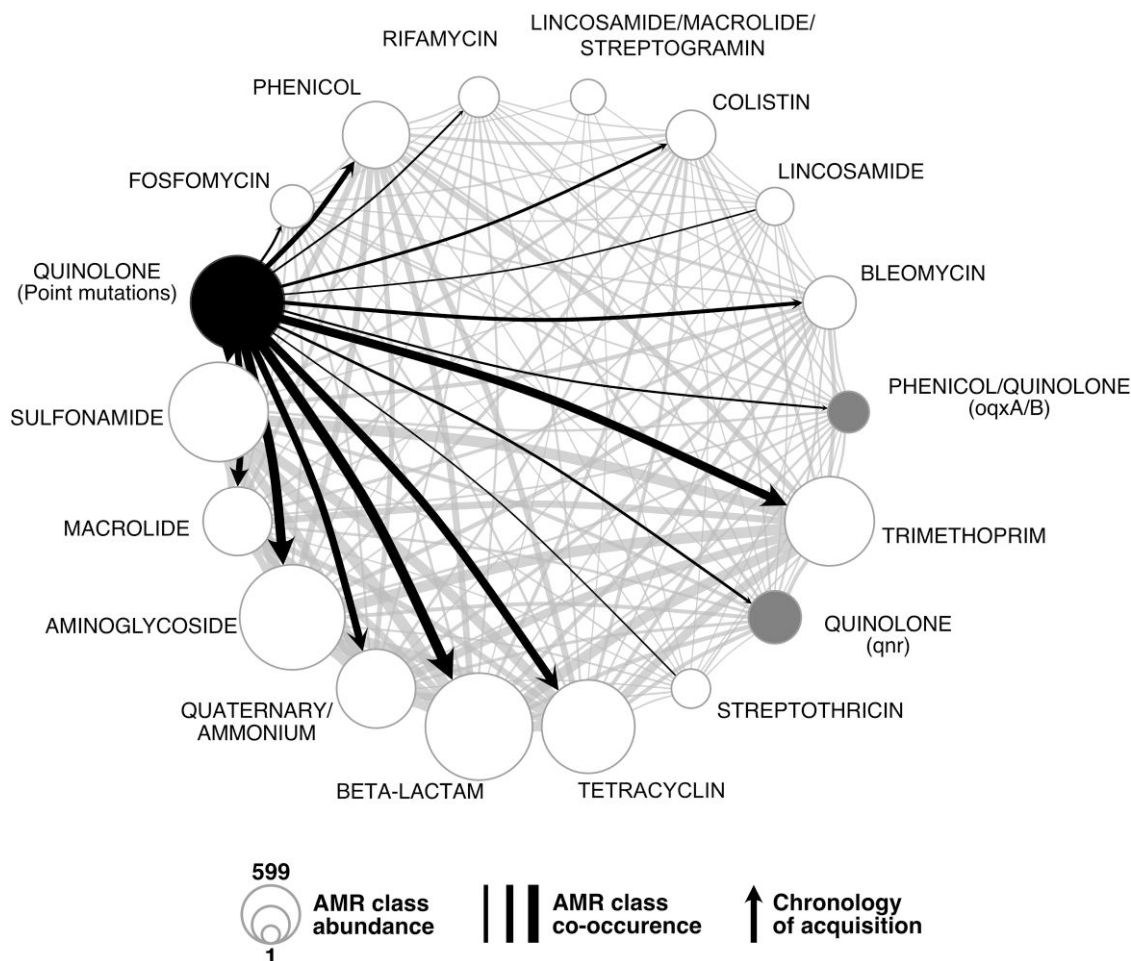 RIFAMYCIN
LINCOSAMIDE/MACROLIDE/
STREPTOGRAMIN
PHENICOL
COLISTIN
FOSFOMYCIN
LINCOSAMIDE
QUINOLONE
(Point mutations)
BLEOMYCIN
PHENICOL/QUINOLONE
(oqxA/B)
SULFONAMIDE
MACROLIDE
TRIMETHOPRIM
AMINOGLYCOSIDE
QUINOLONE
(qnr)
QUATERNARY/
AMMONIUM
STREPTOTHRICIN
BETA-LACTAM
TETRACYCLIN
599
1
AMR class
abundance
AMR class
co-occurence
Chronology
of acquisition